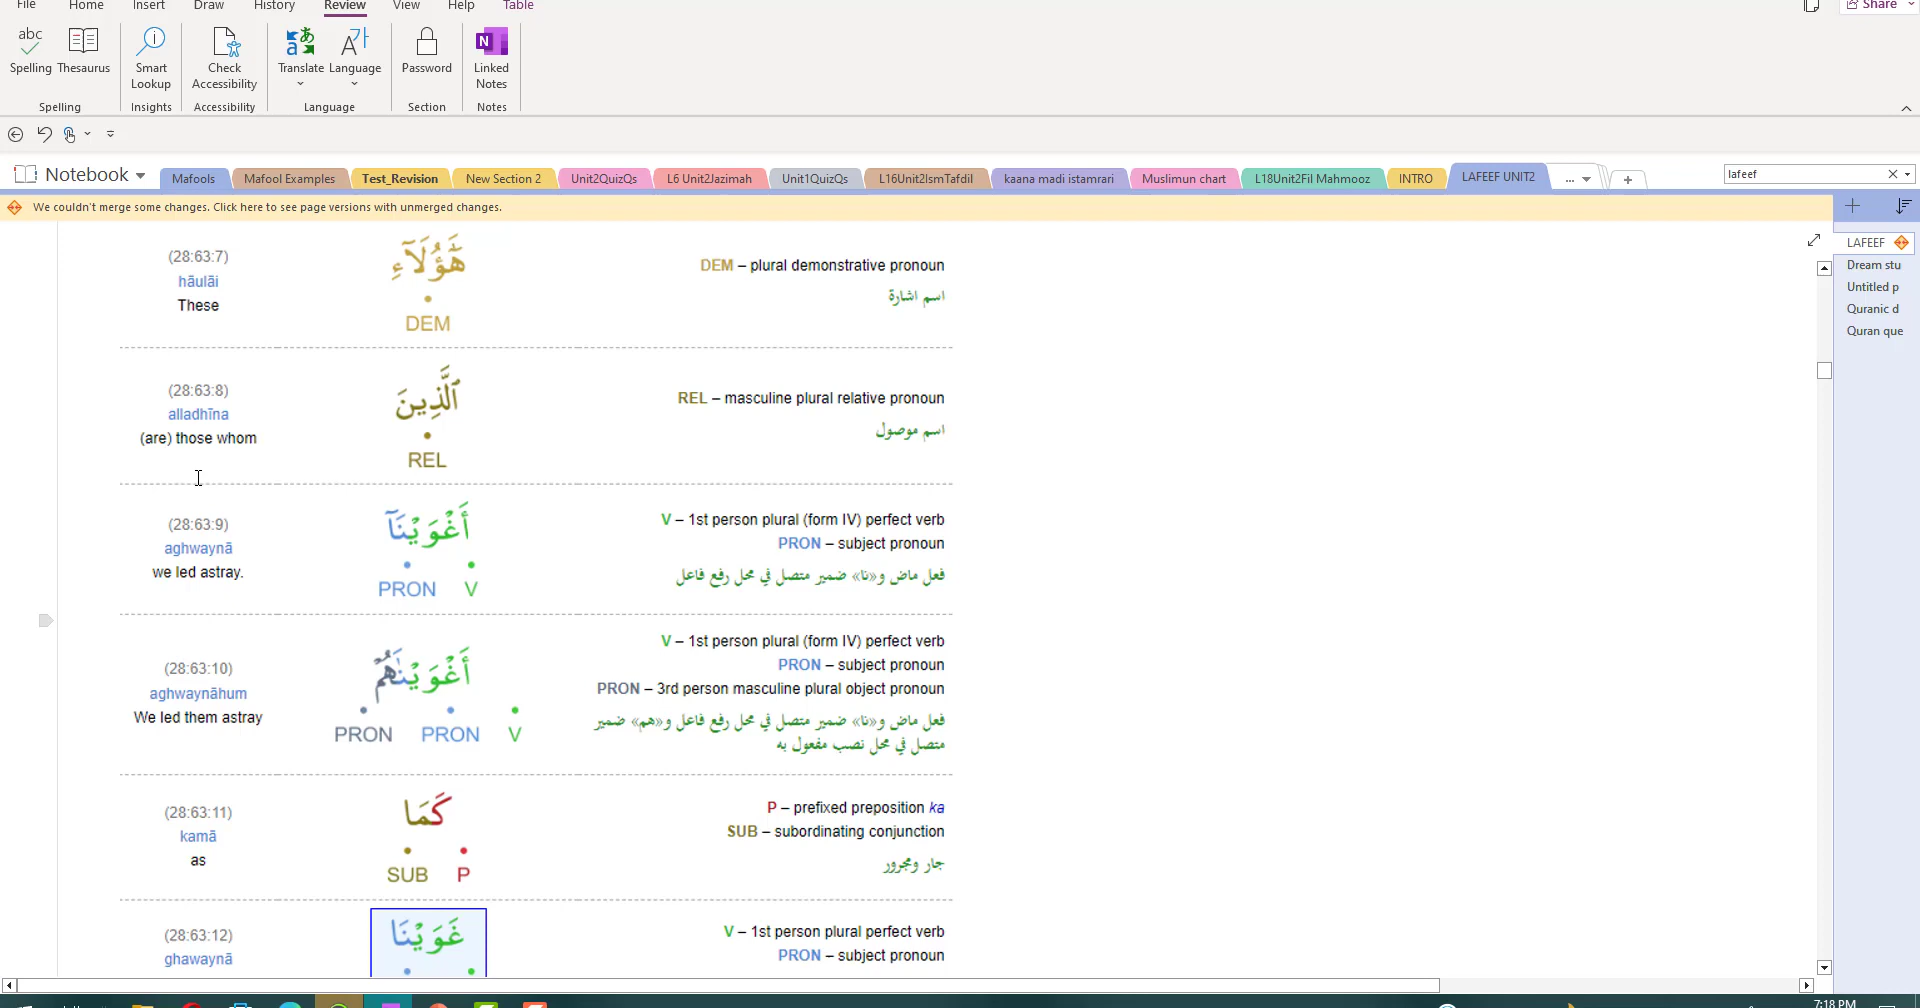 File Home Insert Draw History Review View Help Table Share
abc
Spelling Thesaurus Smart Lookup Check Accessibility Translate Language Password Linked Notes
Spelling Insights Accessibility Language Section Notes
Notebook Mafools Mafool Examples Test_Revision New Section 2 Unit2QuizQs L6 Unit2Jazimah Unit1QuizQs L16Unit2IsmTafdil kaana madi istamrari Muslimun chart L18Unit2Fil Mahmooz INTRO LAFEEF UNIT2 ... lafeef
We couldn't merge some changes. Click here to see page versions with unmerged changes.
LAFEEF
Dream stu
Untitled p
Quranic d
Quran que
(28:63:7)
hāulāi
These
هَٰٓؤُلَآءِ
DEM
DEM – plural demonstrative pronoun
اسم اشارة
(28:63:8)
alladhīna
(are) those whom
ٱلَّذِينَ
REL
REL – masculine plural relative pronoun
اسم موصول
(28:63:9)
aghwaynā
we led astray.
أَغْوَيْنَآ
PRON V
V – 1st person plural (form IV) perfect verb
PRON – subject pronoun
فعل ماض و«نا» ضمير متصل في محل رفع فاعل
(28:63:10)
aghwaynāhum
We led them astray
أَغْوَيْنَٰهُمْ
PRON PRON V
V – 1st person plural (form IV) perfect verb
PRON – subject pronoun
PRON – 3rd person masculine plural object pronoun
فعل ماض و«نا» ضمير متصل في محل رفع فاعل و«هم» ضمير
متصل في محل نصب مفعول به
(28:63:11)
kamā
as
كَمَا
SUB P
P – prefixed preposition ka
SUB – subordinating conjunction
جار ومجرور
(28:63:12)
ghawaynā
غَوَيْنَا
V – 1st person plural perfect verb
PRON – subject pronoun
7:18 PM